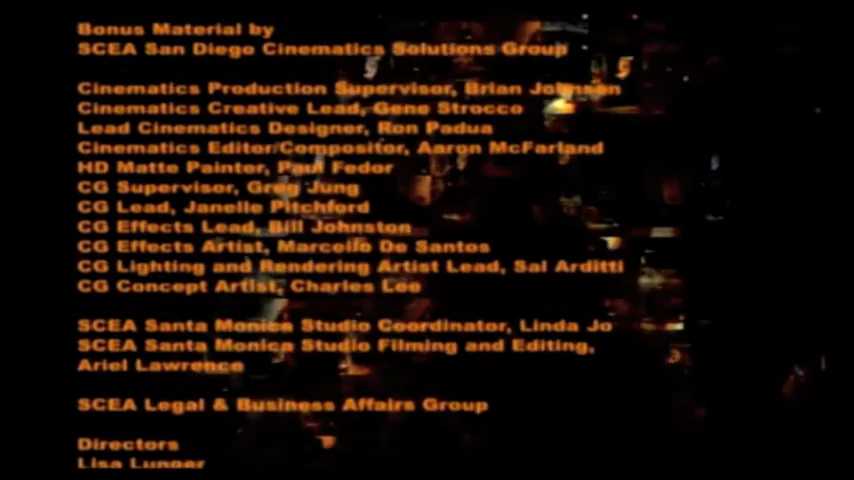 Bonus Material by
SCEA San Diego Cinematics Solutions Group
Cinematics Production Supervisor, Brian Johnson
Cinematics Creative Lead, Gene Strocco
Lead Cinematics Designer, Ron Padua
Cinematics Editor/Compositor, Aaron McFarland
HD Matte Painter, Paul Fedor
CG Supervisor, Greg Jung
CG Lead, Janelle Pitchford
CG Effects Lead, Bill Johnston
CG Effects Artist, Marcello De Santos
CG Lighting and Rendering Artist Lead, Sal Arditti
CG Concept Artist, Charles Lee
SCEA Santa Monica Studio Coordinator, Linda Jo
SCEA Santa Monica Studio Filming and Editing,
Ariel Lawrence
SCEA Legal & Business Affairs Group
Directors
Lisa Lunger